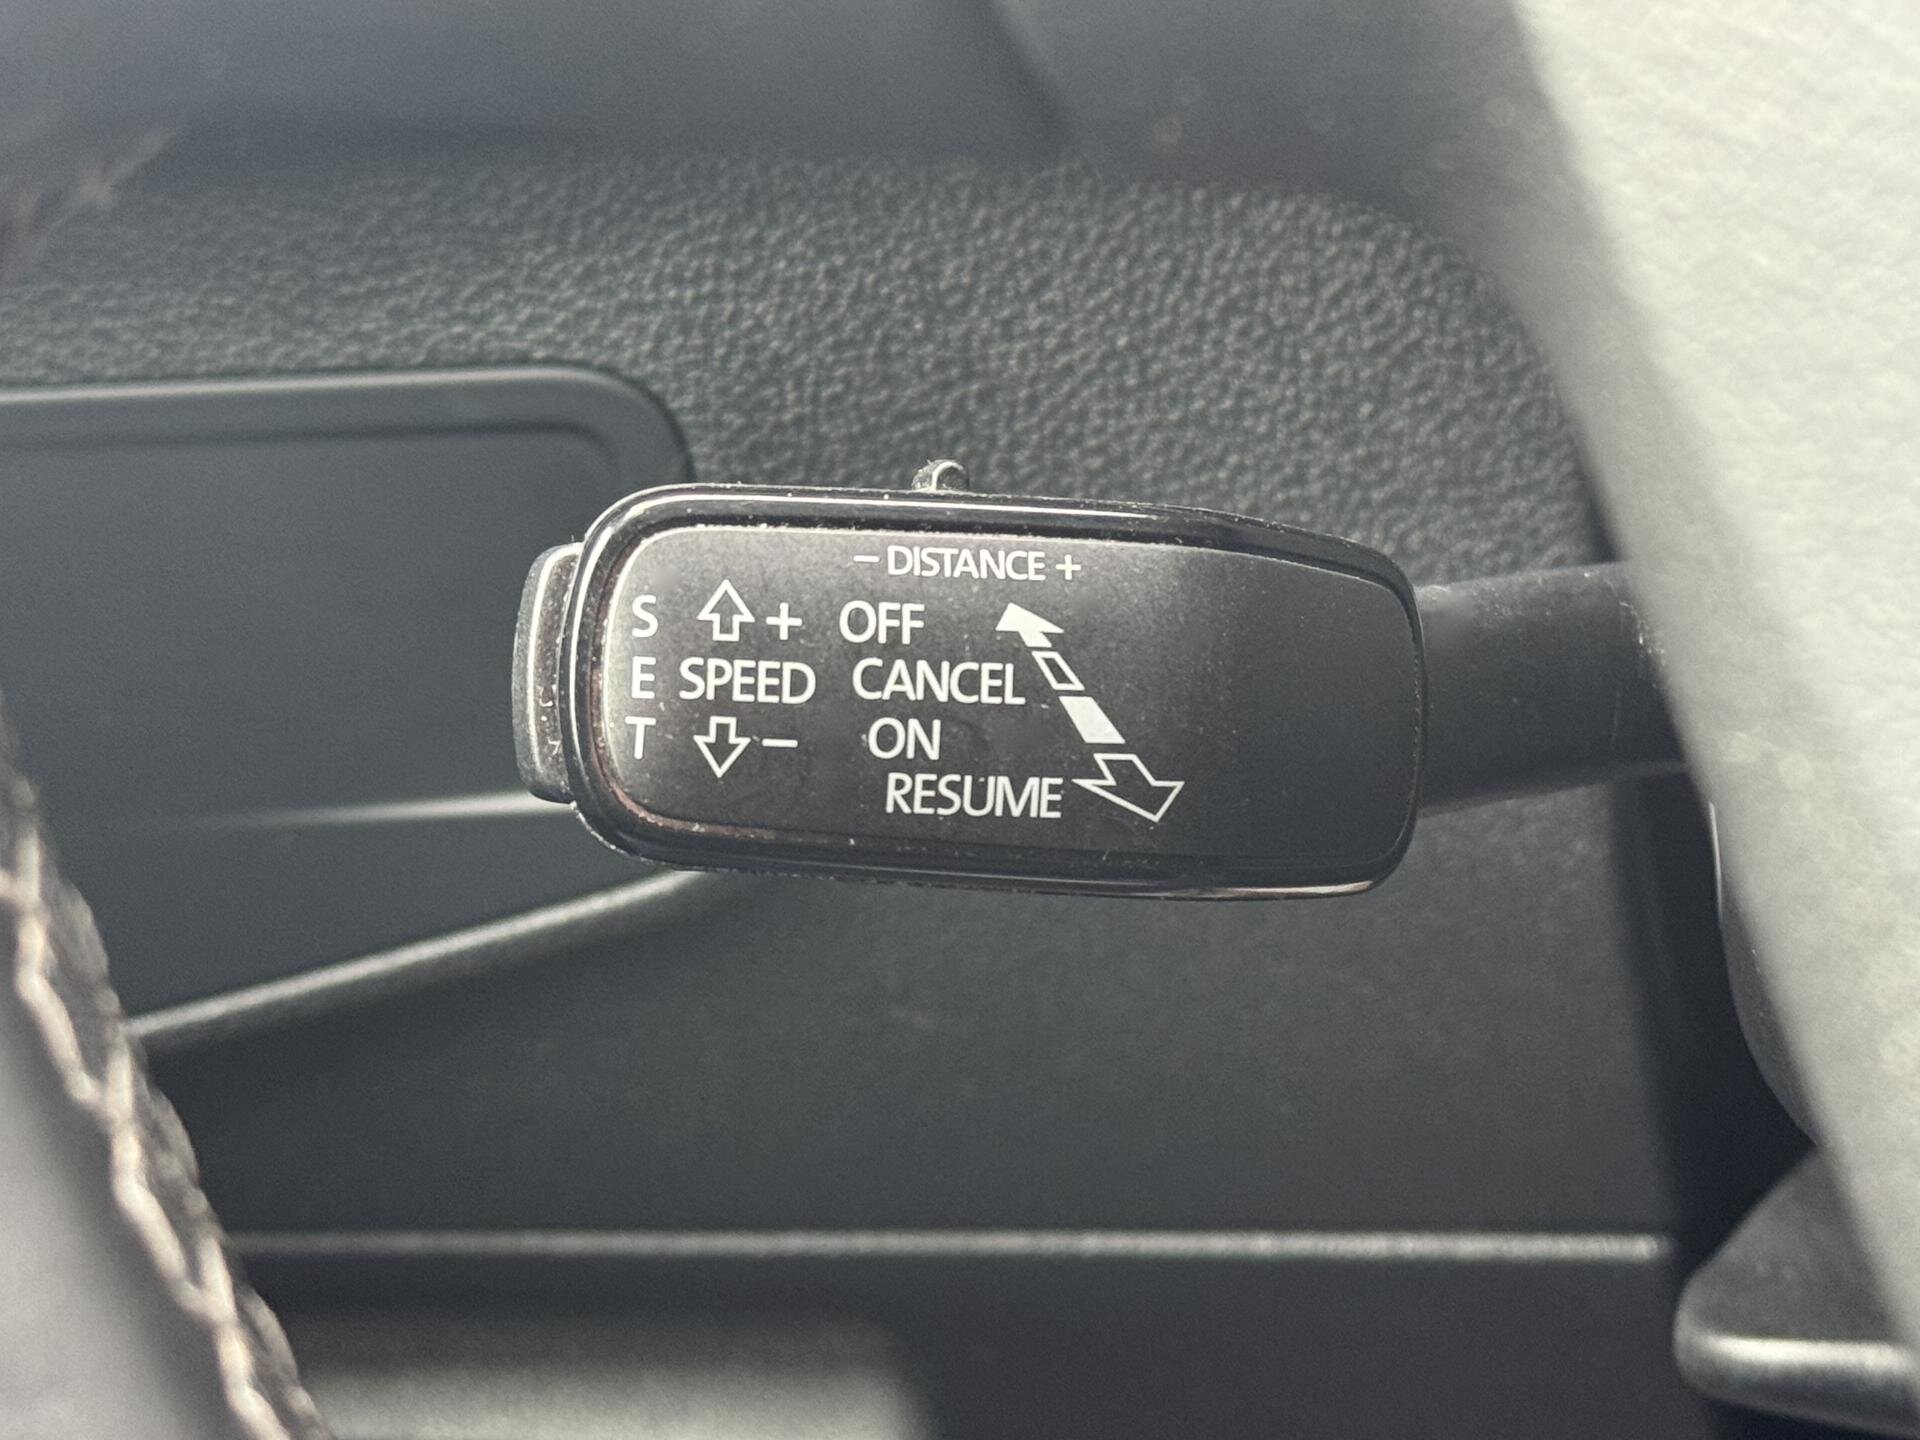 – DISTANCE +
S + OFF
E SPEED CANCEL
T – ON
RESUME